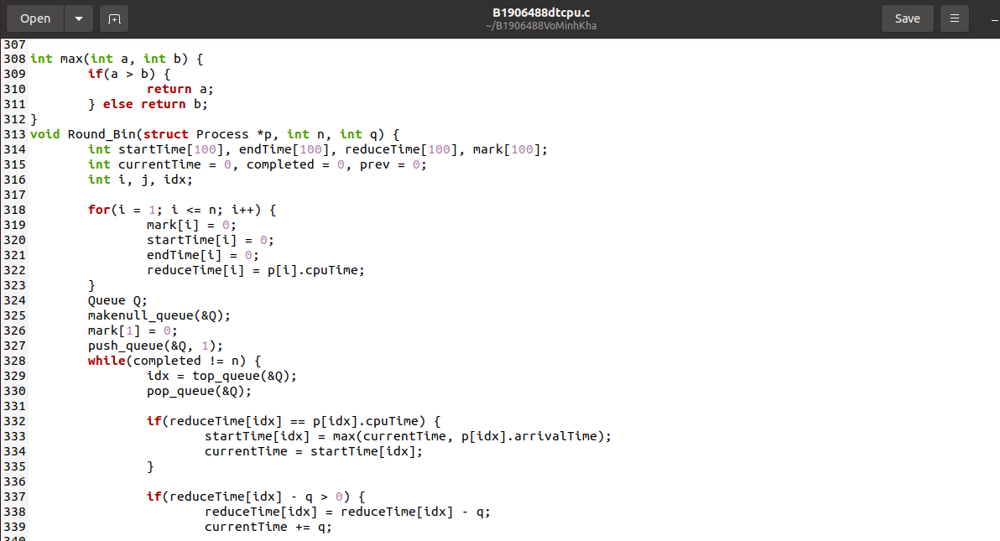 Open
B1906488dtcpu.c
~/B1906488VoMinhKha
Save
307
308 int max(int a, int b) {
309         if(a > b) {
310                 return a;
311         } else return b;
312 }
313 void Round_Bin(struct Process *p, int n, int q) {
314         int startTime[100], endTime[100], reduceTime[100], mark[100];
315         int currentTime = 0, completed = 0, prev = 0;
316         int i, j, idx;
317
318         for(i = 1; i <= n; i++) {
319                 mark[i] = 0;
320                 startTime[i] = 0;
321                 endTime[i] = 0;
322                 reduceTime[i] = p[i].cpuTime;
323         }
324         Queue Q;
325         makenull_queue(&Q);
326         mark[1] = 0;
327         push_queue(&Q, 1);
328         while(completed != n) {
329                 idx = top_queue(&Q);
330                 pop_queue(&Q);
331
332                 if(reduceTime[idx] == p[idx].cpuTime) {
333                         startTime[idx] = max(currentTime, p[idx].arrivalTime);
334                         currentTime = startTime[idx];
335                 }
336
337                 if(reduceTime[idx] - q > 0) {
338                         reduceTime[idx] = reduceTime[idx] - q;
339                         currentTime += q;
340